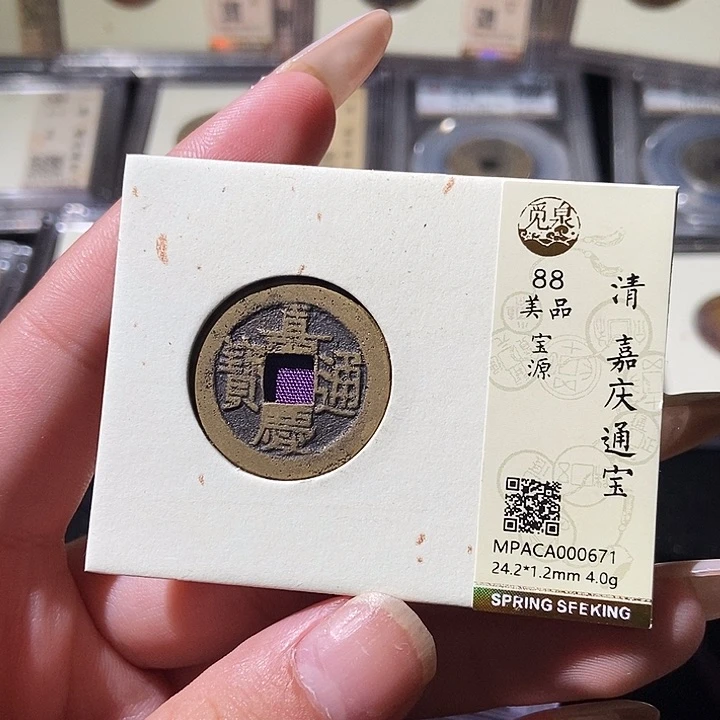 嘉慶通寶
觅泉
88
美品
宝源
清 嘉庆通宝
MPACA000671
24.2*1.2mm 4.0g
SPRING SEEKING